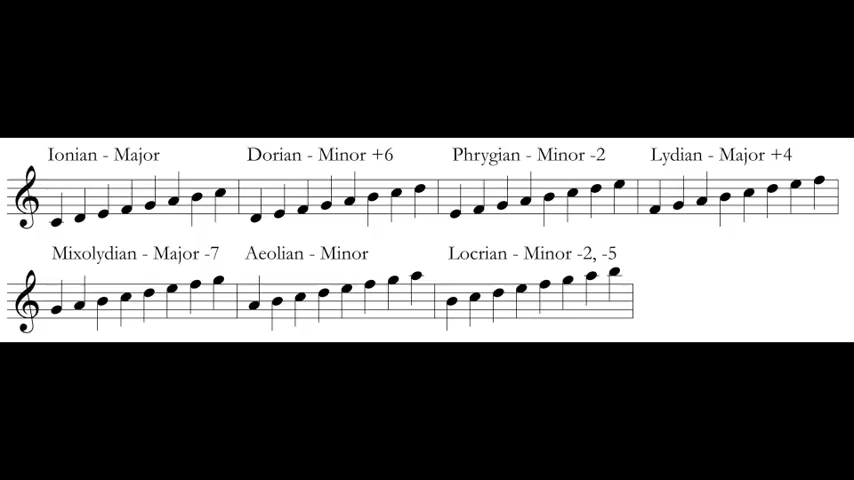 Ionian - Major Dorian - Minor +6 Phrygian - Minor -2 Lydian - Major +4
Mixolydian - Major -7 Aeolian - Minor Locrian - Minor -2, -5